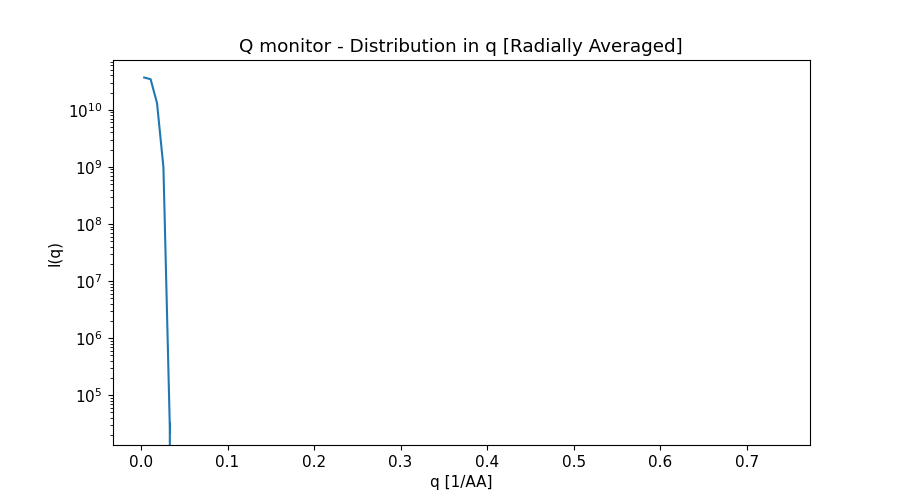 Q monitor - Distribution in q [Radially Averaged]
10^10
10^9
10^8
10^7
10^6
10^5
I(q)
0.0 0.1 0.2 0.3 0.4 0.5 0.6 0.7
q [1/AA]